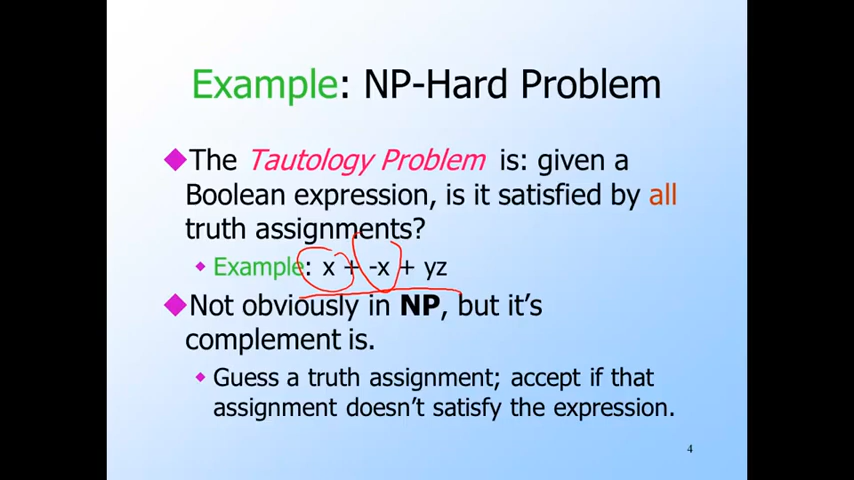 Example: NP-Hard Problem
The Tautology Problem is: given a
Boolean expression, is it satisfied by all
truth assignments?
Example: x + -x + yz
Not obviously in NP, but it's
complement is.
Guess a truth assignment; accept if that
assignment doesn't satisfy the expression.
4